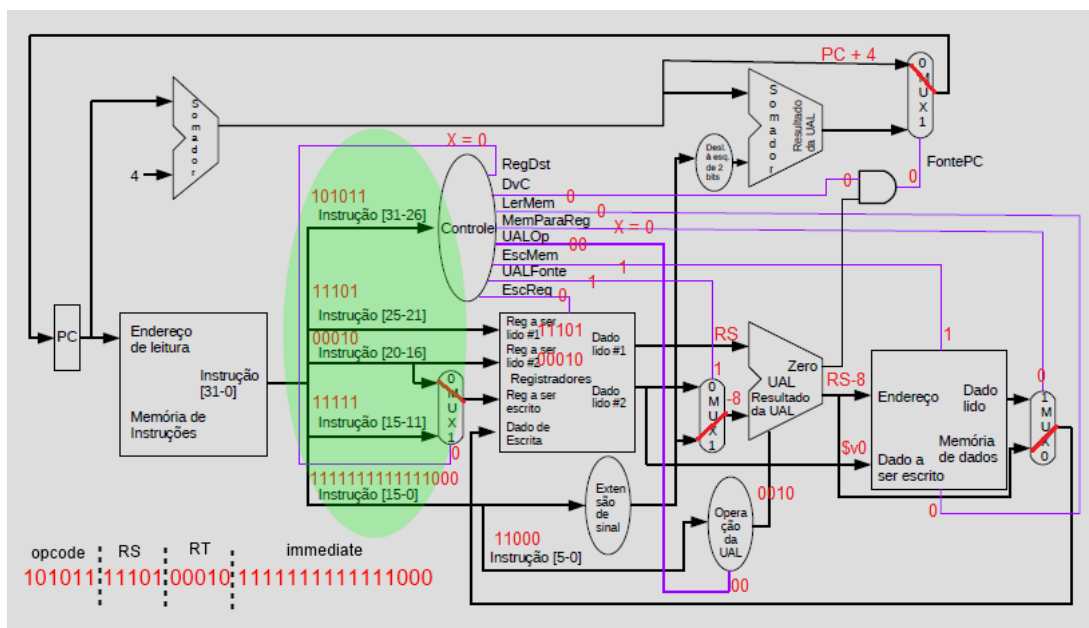 PC + 4
0
M
U
X
1
S
o
m
a
d
o
r
4
S
o
m
a
d
o
r
Resultado
da UAL
Desl.
à esq.
de 2
bits
FontePC
0
0
X = 0
RegDst
DvC
0
LerMem
0
MemParaReg
X = 0
UALOp
00
EscMem
1
UALFonte
1
EscReg
0
Controle
101011
Instrução [31-26]
11101
Instrução [25-21]
00010
Instrução [20-16]
11111
Instrução [15-11]
1111111111111000
Instrução [15-0]
PC
Endereço
de leitura
Instrução
[31-0]
Memória de
Instruções
0
M
U
X
1
0
Reg a ser
lido #1
11101
Reg a ser
lido #2
00010
Registradores
Reg a ser
escrito
Dado de
Escrita
Dado
lido #1
Dado
lido #2
RS
1
0
M
U
X
1
-8
Zero
UAL
Resultado
da UAL
RS-8
$v0
1
Endereço
Dado
lido
Memória
de dados
Dado a
ser escrito
0
0
1
M
U
X
0
Exten
são de
sinal
0010
Opera
ção da
UAL
00
11000
Instrução [5-0]
opcode RS RT immediate
101011 11101 00010 1111111111111000